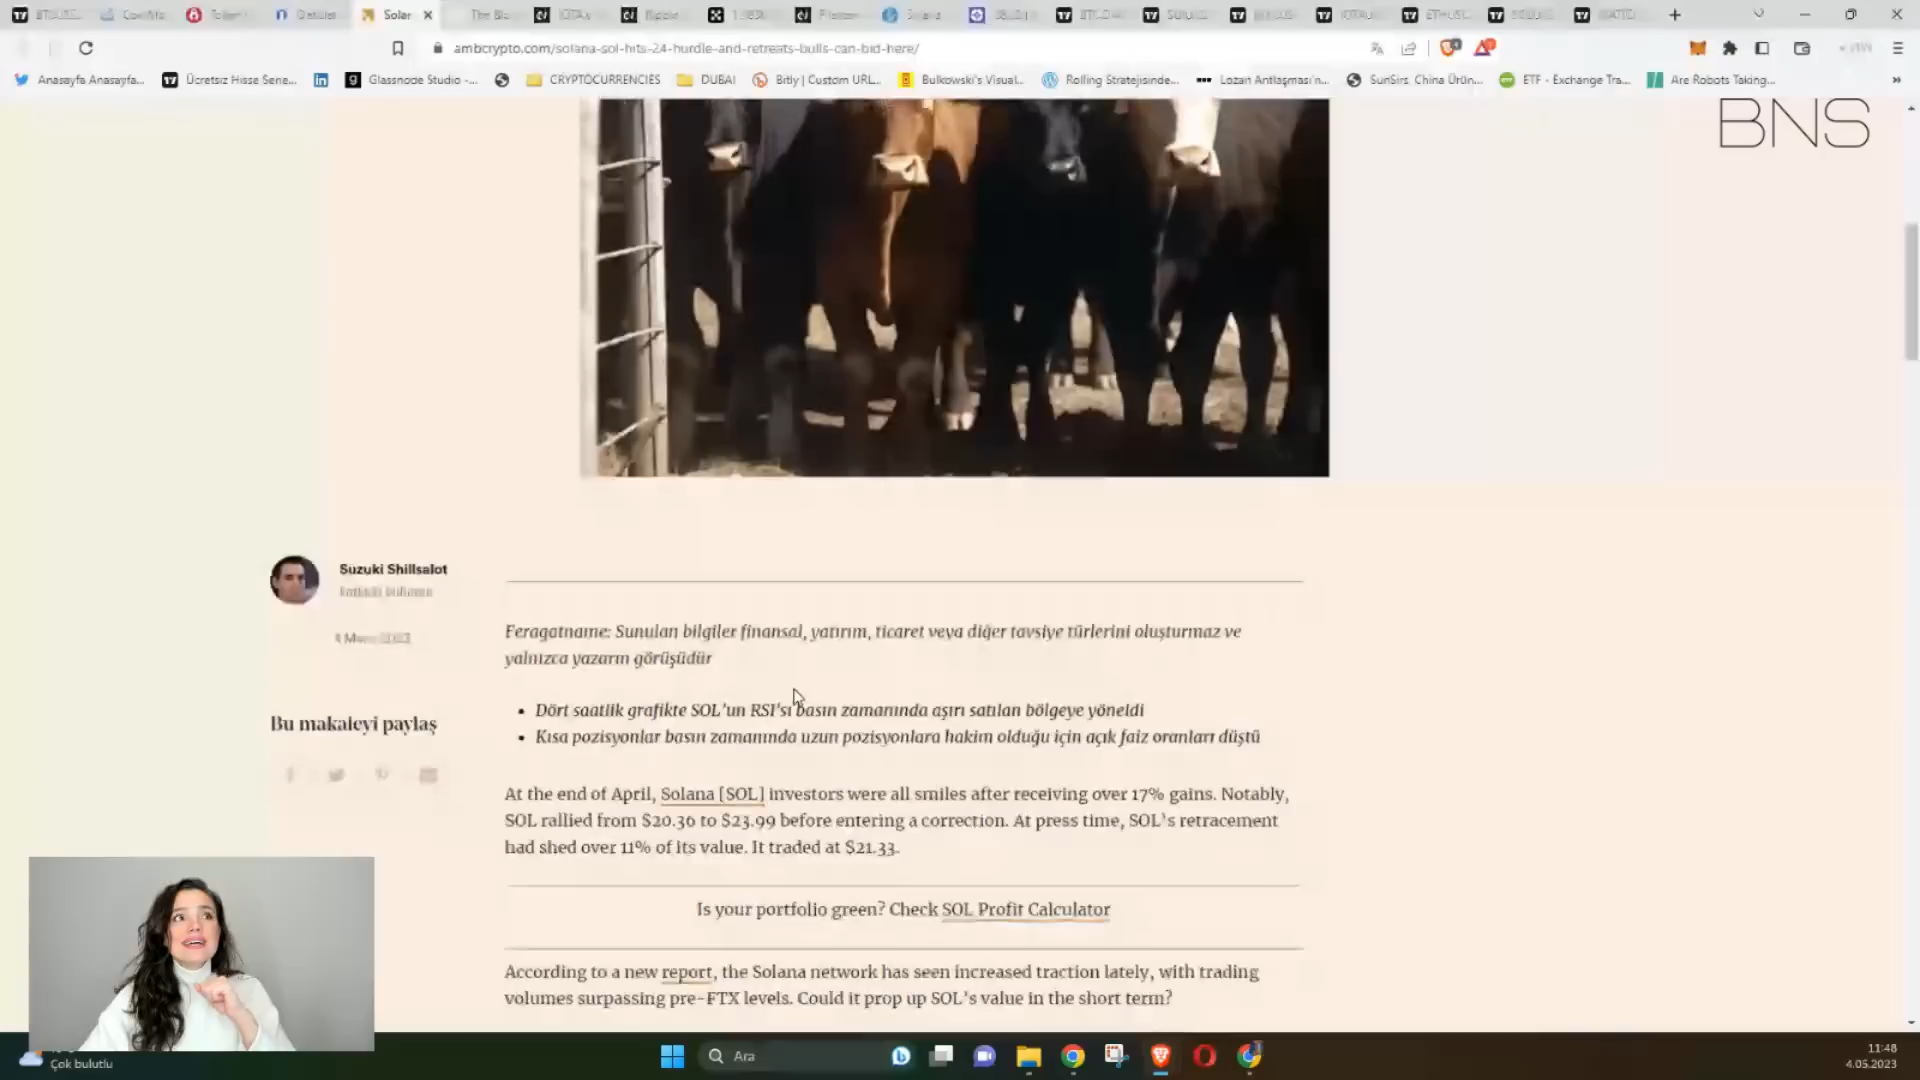 Solar
ambcrypto.com/solana-sol-hits-24-hurdle-and-retreats-bulls-can-bid-here/
Anasayfa Anasayfa... Ücretsiz Hisse Sene... Glassnode Studio -... CRYPTOCURRENCIES DUBAI Bitly | Custom URL... Bulkowski's Visual... Rolling Stratejisinde... Lozan Antlaşması'n... SunSirs: China Ürün... ETF - Exchange Tra... Are Robots Taking... »
BNS
Suzuki Shillsalot
Feragatname: Sunulan bilgiler finansal, yatırım, ticaret veya diğer tavsiye türlerini oluşturmaz ve
yalnızca yazarın görüşüdür
• Dört saatlik grafikte SOL'un RSI'sı basın zamanında aşırı satılan bölgeye yöneldi
• Kısa pozisyonlar basın zamanında uzun pozisyonlara hakim olduğu için açık faiz oranları düştü
Bu makaleyi paylaş
At the end of April, Solana [SOL] investors were all smiles after receiving over 17% gains. Notably,
SOL rallied from $20.36 to $23.99 before entering a correction. At press time, SOL's retracement
had shed over 11% of its value. It traded at $21.33.
Is your portfolio green? Check SOL Profit Calculator
According to a new report, the Solana network has seen increased traction lately, with trading
volumes surpassing pre-FTX levels. Could it prop up SOL's value in the short term?
Çok bulutlu
Ara
11:48
4.05.2023